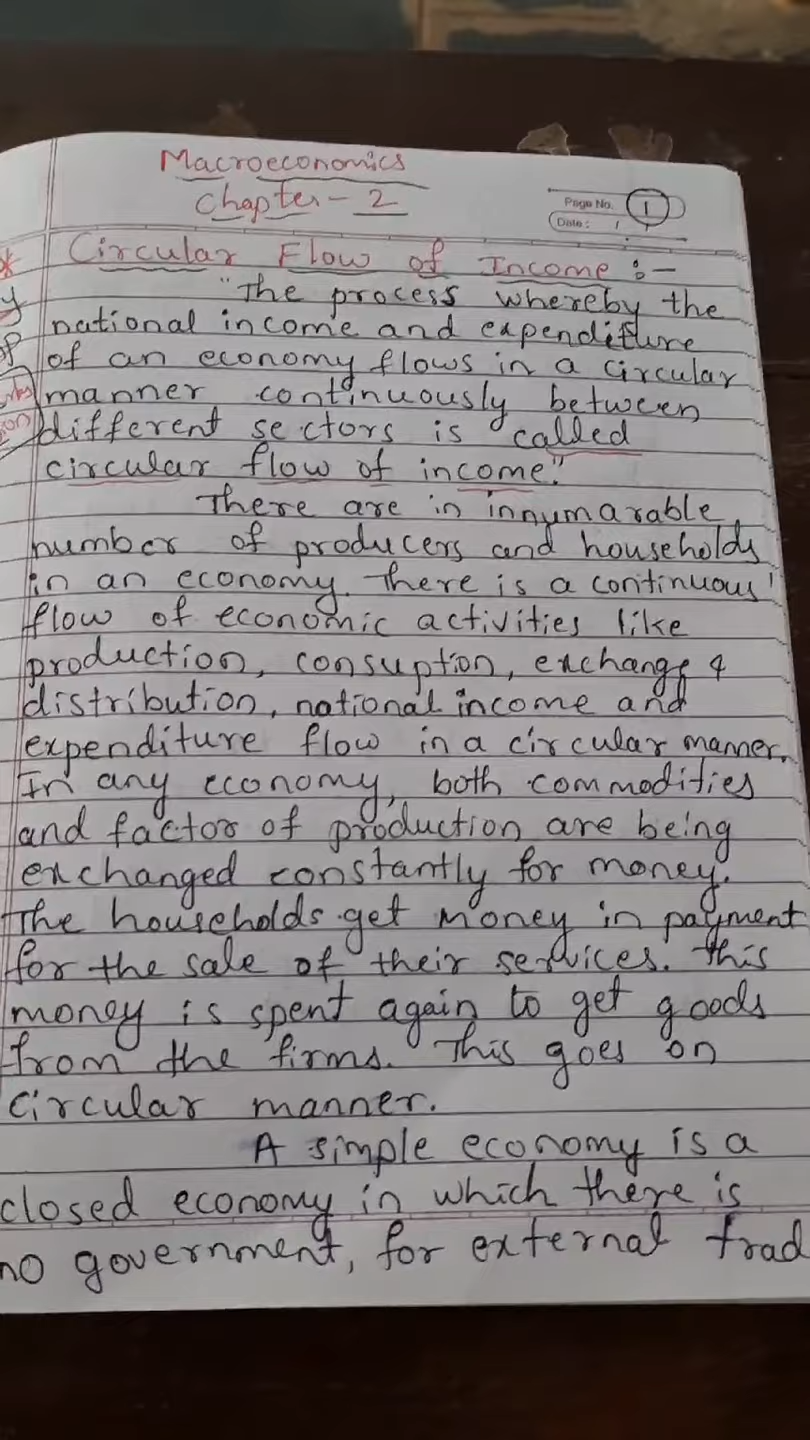 Macroeconomics
Chapter - 2
Page No. 1
Date : /
* Circular Flow of Income :-
"The process whereby the
national income and expenditure
of an economy flows in a circular
manner continuously between
different sectors is called
circular flow of income."
There are in innumarable
number of producers and households
in an economy. There is a continuous
flow of economic activities like
production, consuption, exchange &
distribution, national income and
expenditure flow in a circular manner.
In any economy, both commodities
and factor of production are being
exchanged constantly for money.
The households get money in payment
for the sale of their services. This
money is spent again to get goods
from the firms. This goes on
circular manner.
A simple economy is a
closed economy in which there is
no government, for external trad